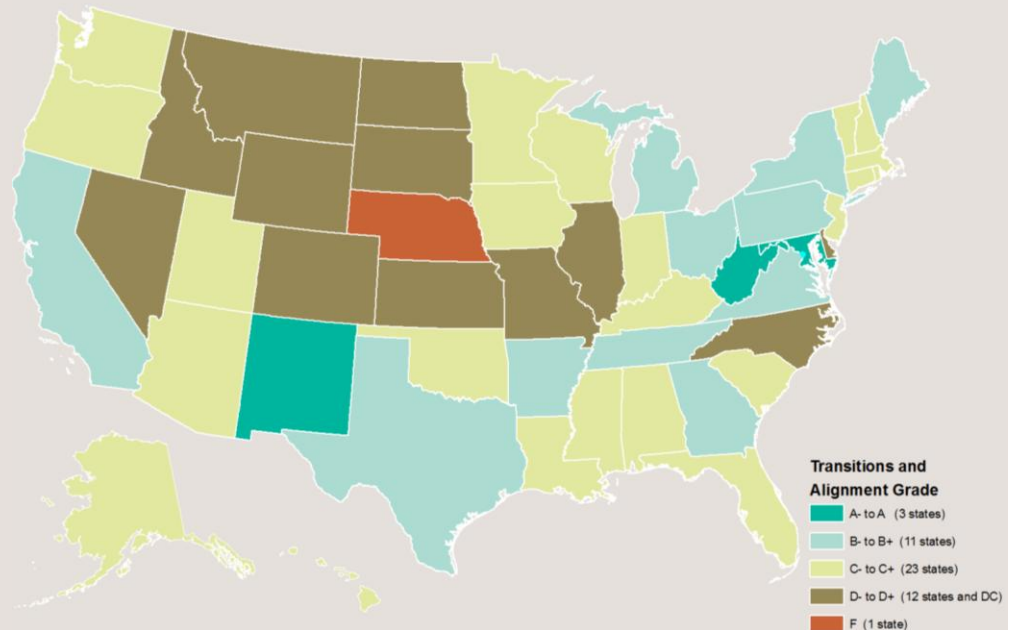 Transitions and
Alignment Grade
A- to A (3 states)
B- to B+ (11 states)
C- to C+ (23 states)
D- to D+ (12 states and DC)
F (1 state)